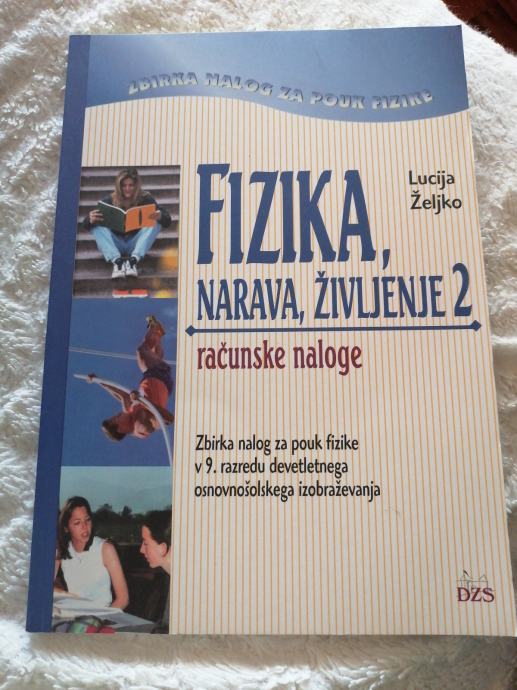 ZBIRKA NALOG ZA POUK FIZIKE
Lucija
Željko
FIZIKA,
NARAVA, ŽIVLJENJE 2
računske naloge
Zbirka nalog za pouk fizike
v 9. razredu devetletnega
osnovnošolskega izobraževanja
DZS